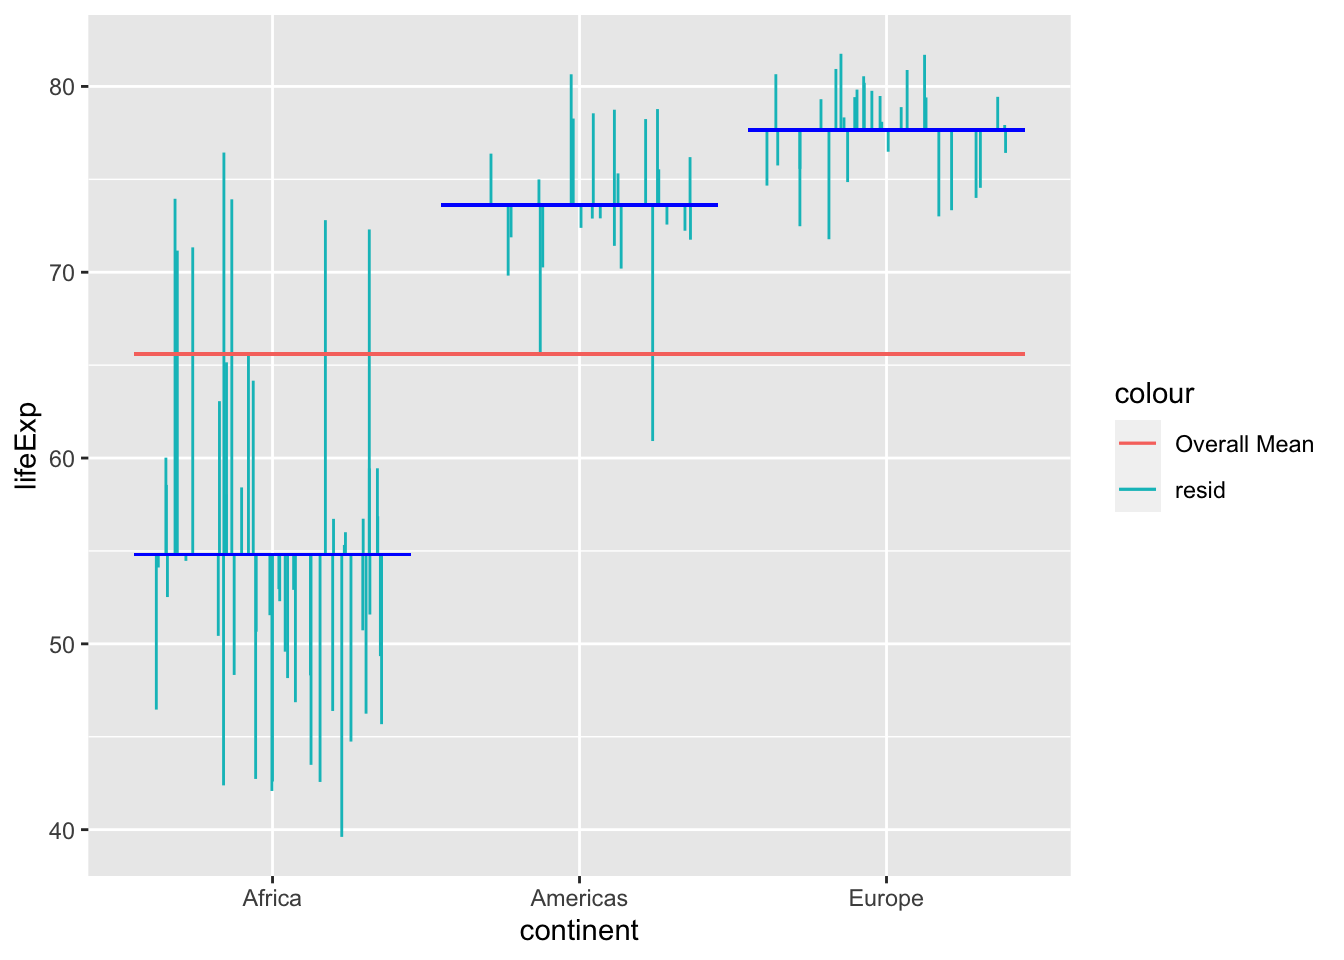 80
70
60
50
40
lifeExp
Africa
Americas
Europe
continent
colour
Overall Mean
resid